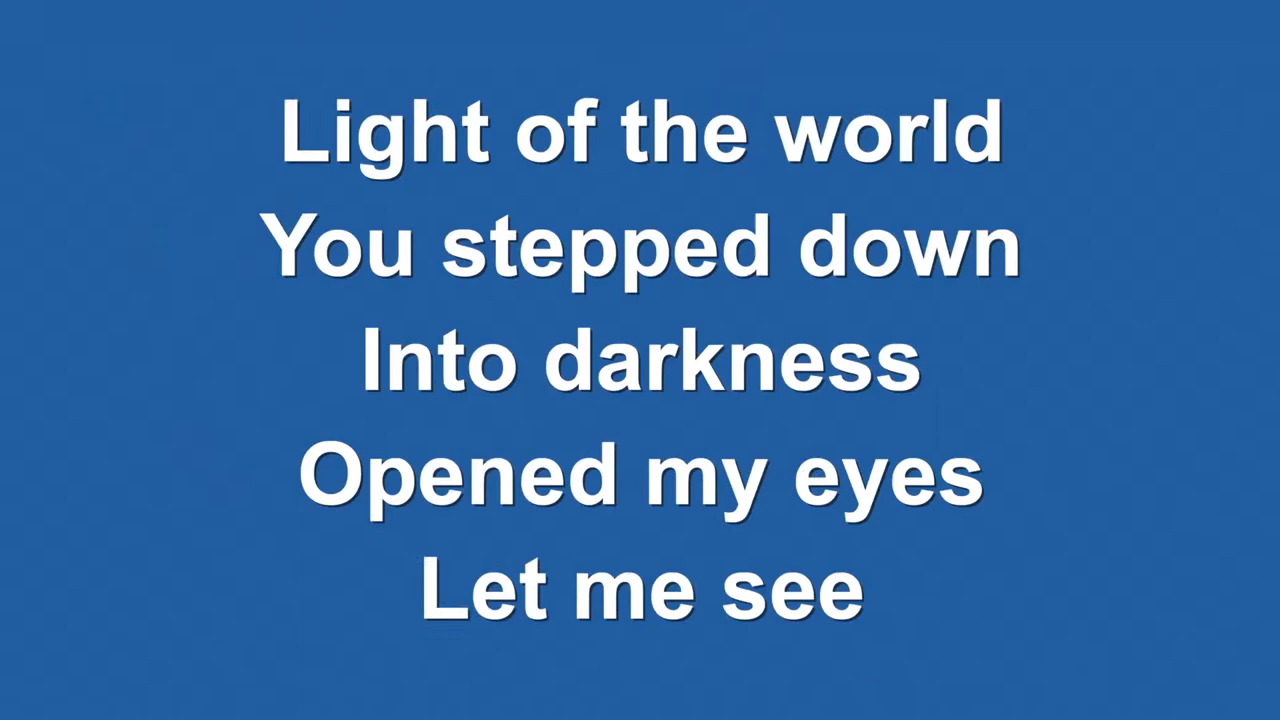 Light of the world
You stepped down
Into darkness
Opened my eyes
Let me see